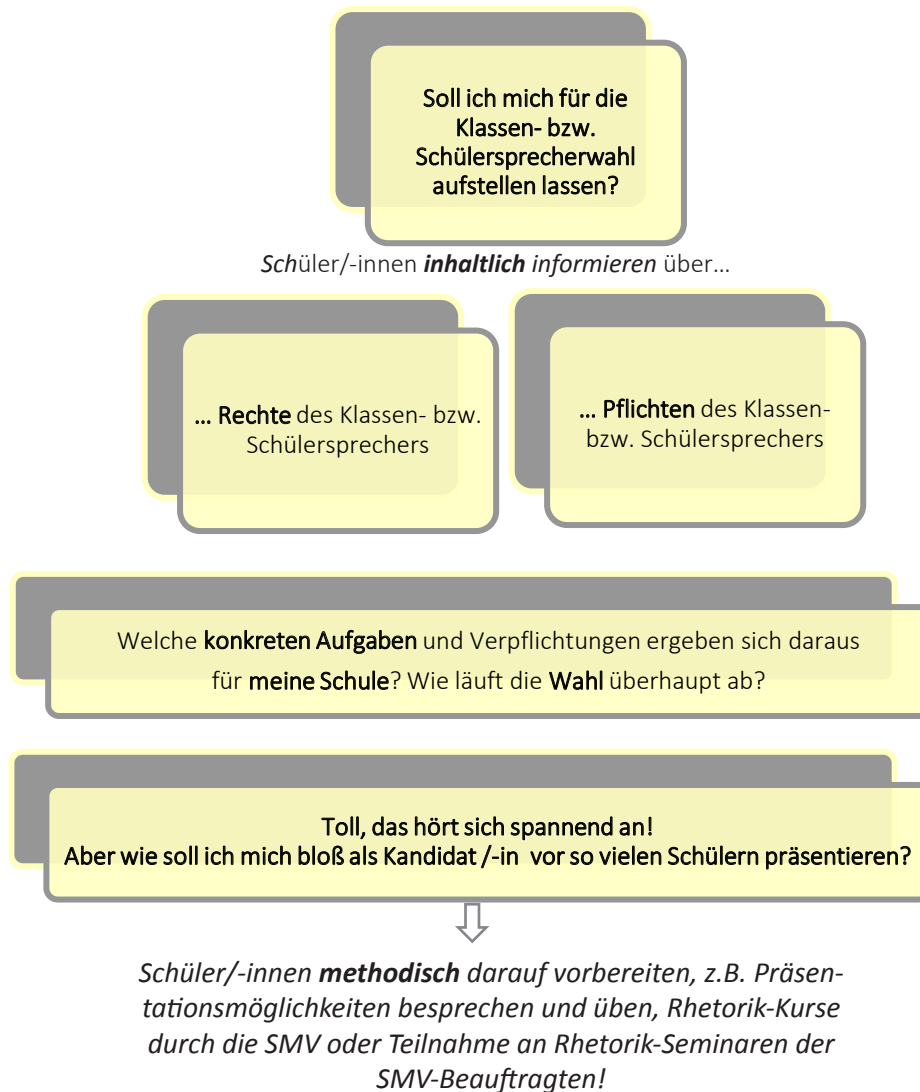 Soll ich mich für die
Klassen- bzw.
Schülersprecherwahl
aufstellen lassen?
Schüler/-innen inhaltlich informieren über...
... Rechte des Klassen- bzw.
Schülersprechers
... Pflichten des Klassen-
bzw. Schülersprechers
Welche konkreten Aufgaben und Verpflichtungen ergeben sich daraus
für meine Schule? Wie läuft die Wahl überhaupt ab?
Toll, das hört sich spannend an!
Aber wie soll ich mich bloß als Kandidat /-in vor so vielen Schülern präsentieren?
Schüler/-innen methodisch darauf vorbereiten, z.B. Präsen-
tationsmöglichkeiten besprechen und üben, Rhetorik-Kurse
durch die SMV oder Teilnahme an Rhetorik-Seminaren der
SMV-Beauftragten!